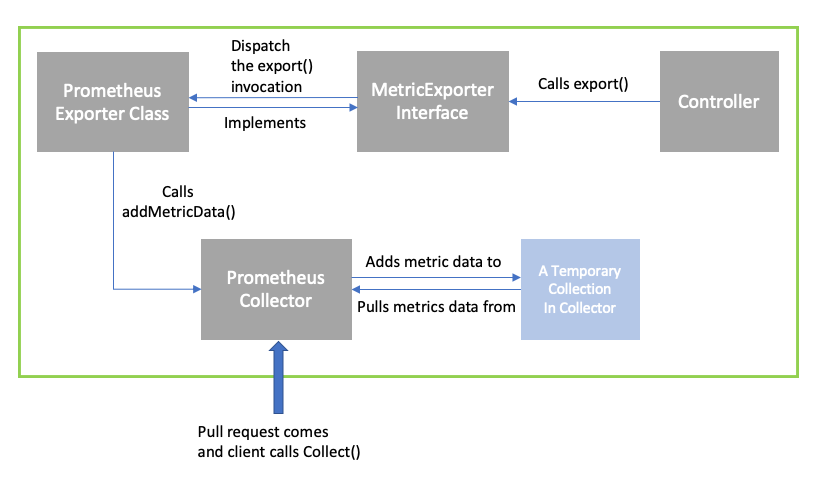 Dispatch
the export()
invocation
Prometheus
Exporter Class
MetricExporter
Interface
Calls export()
Controller
Implements
Calls
addMetricData()
Prometheus
Collector
Adds metric data to
Pulls metrics data from
A Temporary
Collection
In Collector
Pull request comes
and client calls Collect()